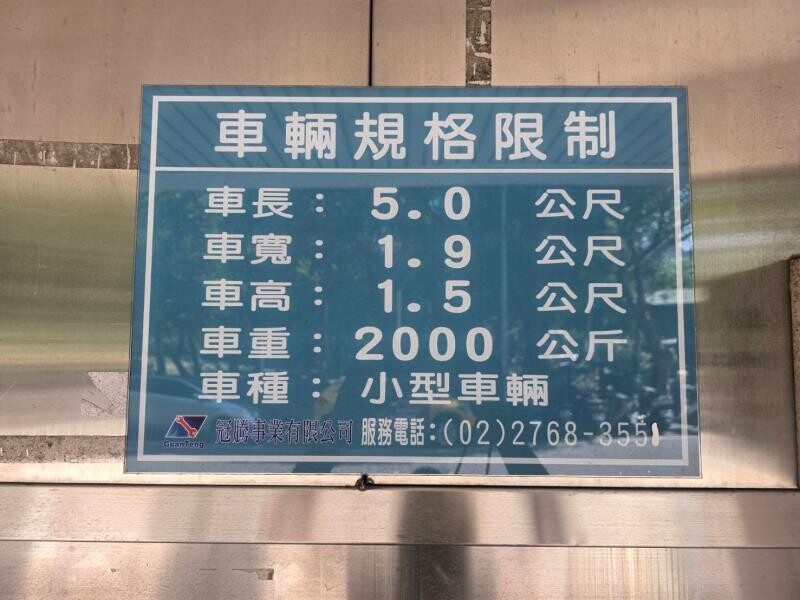 車輛規格限制
車長： 5.0 公尺
車寬： 1.9 公尺
車高： 1.5 公尺
車重： 2000 公斤
車種： 小型車輛
GuanTeng 冠騰事業有限公司 服務電話：(02)2768-3551